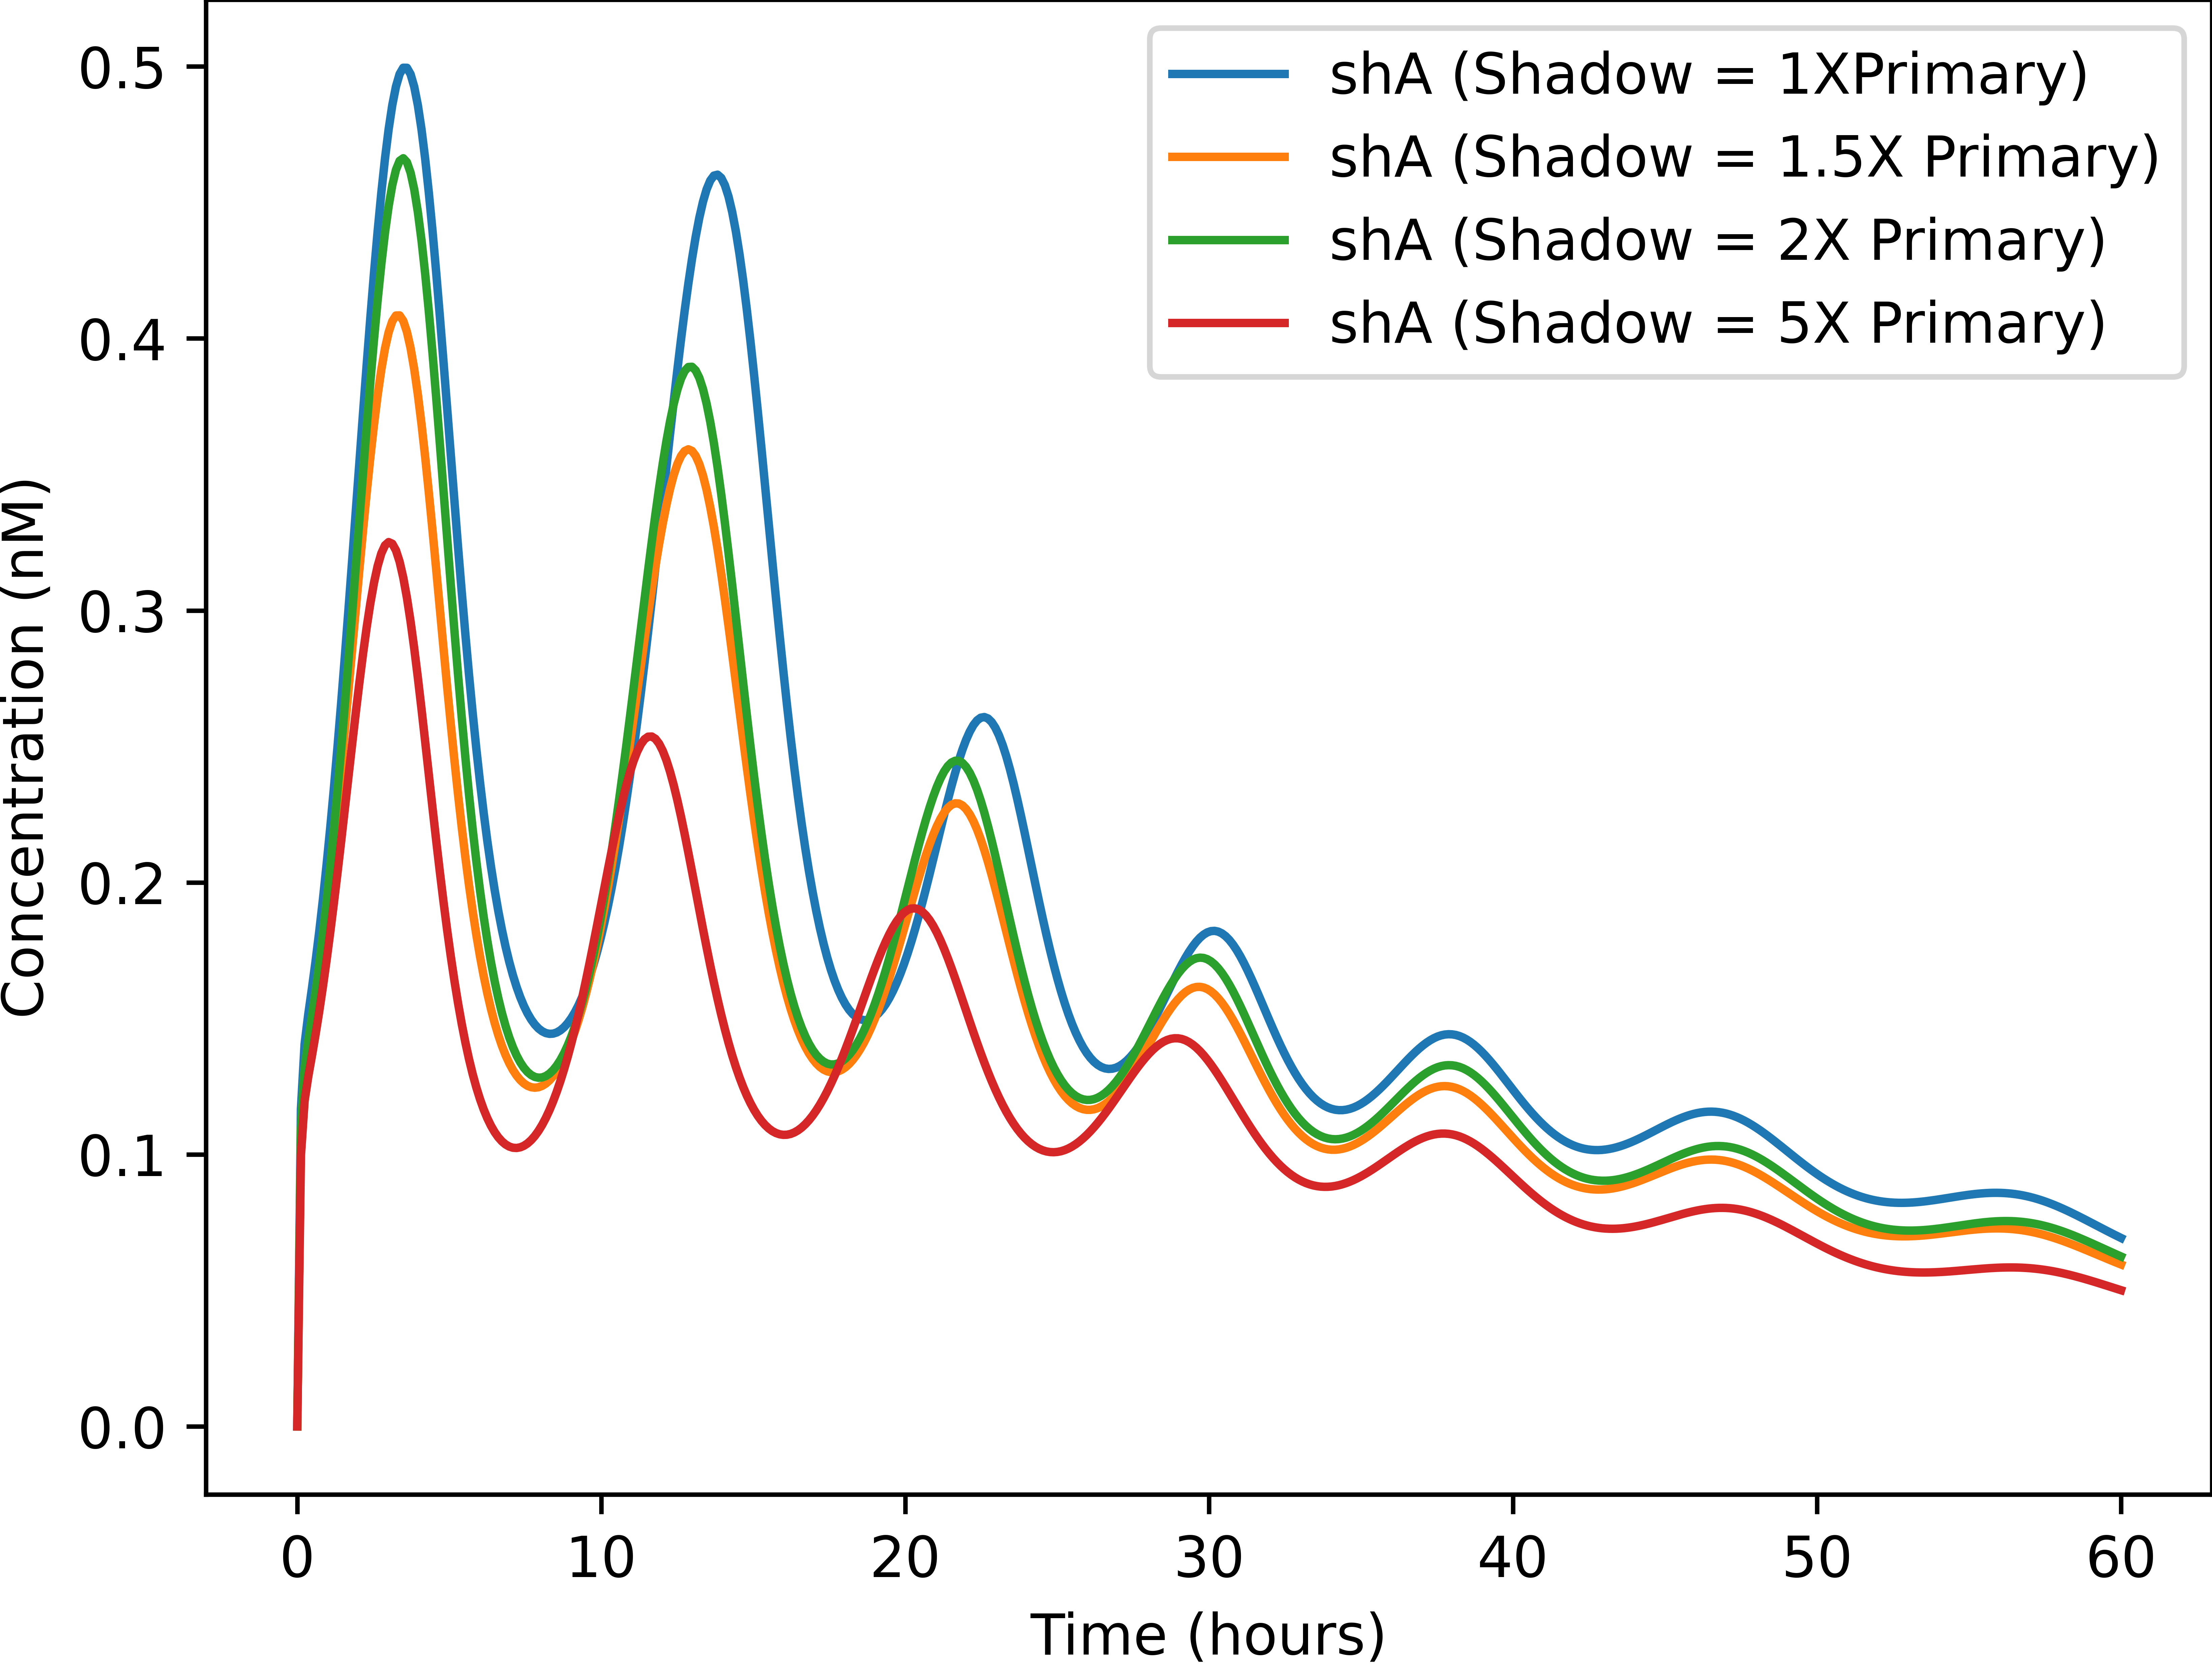 shA (Shadow = 1XPrimary)
shA (Shadow = 1.5X Primary)
shA (Shadow = 2X Primary)
shA (Shadow = 5X Primary)
Concentration (nM)
0.5
0.4
0.3
0.2
0.1
0.0
0 10 20 30 40 50 60
Time (hours)